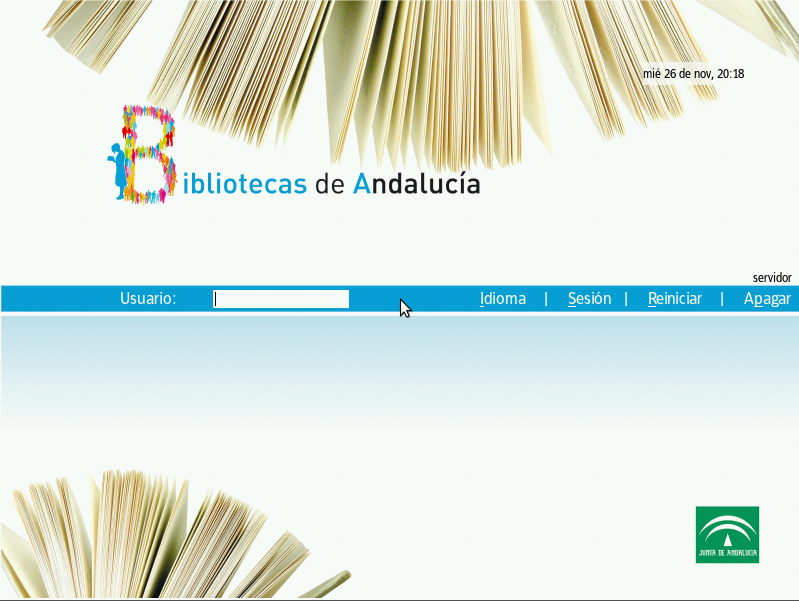 mié 26 de nov, 20:18
Bibliotecas de Andalucía
servidor
Usuario: Idioma | Sesión | Reiniciar | Apagar
JUNTA DE ANDALUCIA